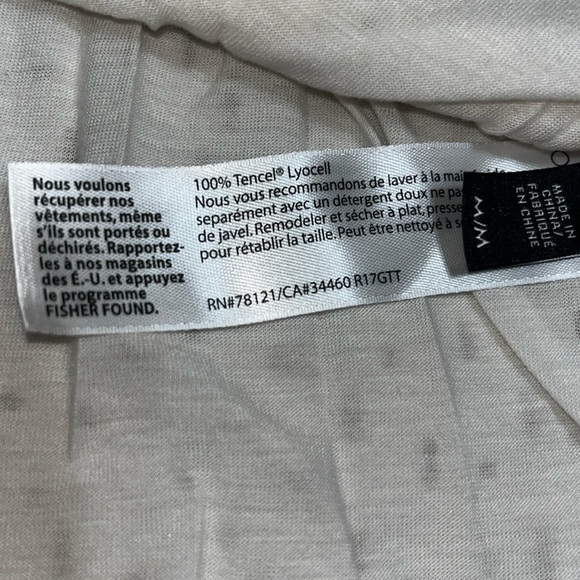 Nous voulons
récupérer nos
vêtements, même
s'ils sont portés ou
déchirés. Rapportez-
les à nos magasins
des É.-U. et appuyez
le programme
FISHER FOUND.
100% Tencel® Lyocell
Nous vous recommandons de laver à la
separément avec un détergent doux ne
de javel. Remodeler et sécher à plat,
pour rétablir la taille. Peut être nettoyé à
RN#78121/CA#34460 R17GTT
M/M
MADE IN
CHINA/
FABRIQUÉ
EN CHINE